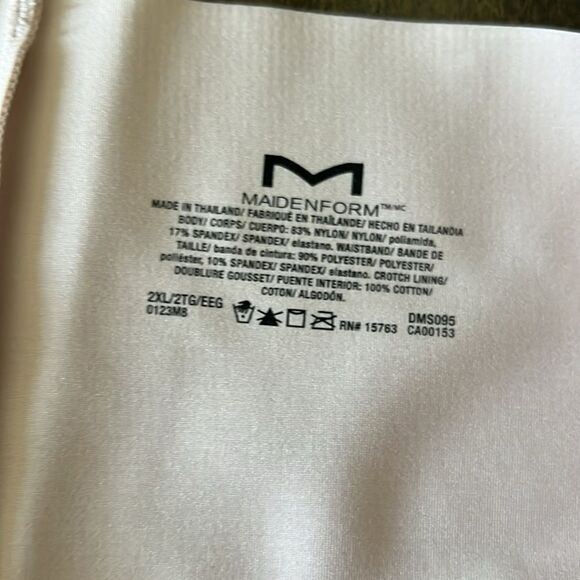 M
MAIDENFORM™/MC
MADE IN THAILAND/ FABRIQUÉ EN THAÏLANDE/ HECHO EN TAILANDIA
BODY/ CORPS/ CUERPO: 83% NYLON/ NYLON/ poliamida,
17% SPANDEX/ SPANDEX/ elastano. WAISTBAND/ BANDE DE
TAILLE/ banda de cintura: 90% POLYESTER/ POLYESTER/
poliéster, 10% SPANDEX/ SPANDEX/ elastano. CROTCH LINING/
DOUBLURE GOUSSET/ PUENTE INTERIOR: 100% COTTON/
COTON/ ALGODÓN.
2XL/2TG/EEG RN# 15763 DMS095
0123M8 CA00153